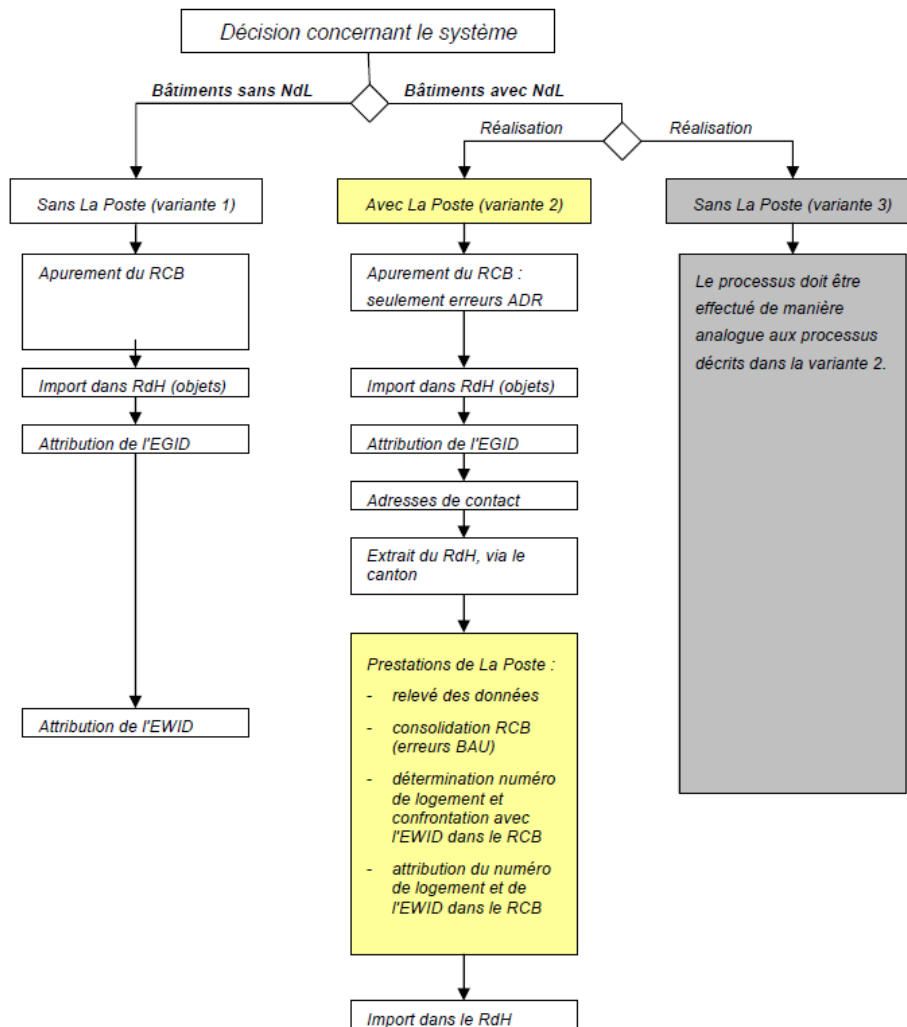 Décision concernant le système
Bâtiments sans NdL
Bâtiments avec NdL
Réalisation
Réalisation
Sans La Poste (variante 1)
Avec La Poste (variante 2)
Sans La Poste (variante 3)
Apurement du RCB
Apurement du RCB :
seulement erreurs ADR
Le processus doit être
effectué de manière
analogue aux processus
décrits dans la variante 2.
Import dans RdH (objets)
Import dans RdH (objets)
Attribution de l'EGID
Attribution de l'EGID
Adresses de contact
Extrait du RdH, via le
canton
Prestations de La Poste :
- relevé des données
- consolidation RCB
(erreurs BAU)
- détermination numéro
de logement et
confrontation avec
l'EWID dans le RCB
- attribution du numéro
de logement et de
l'EWID dans le RCB
Attribution de l'EWID
Import dans le RdH